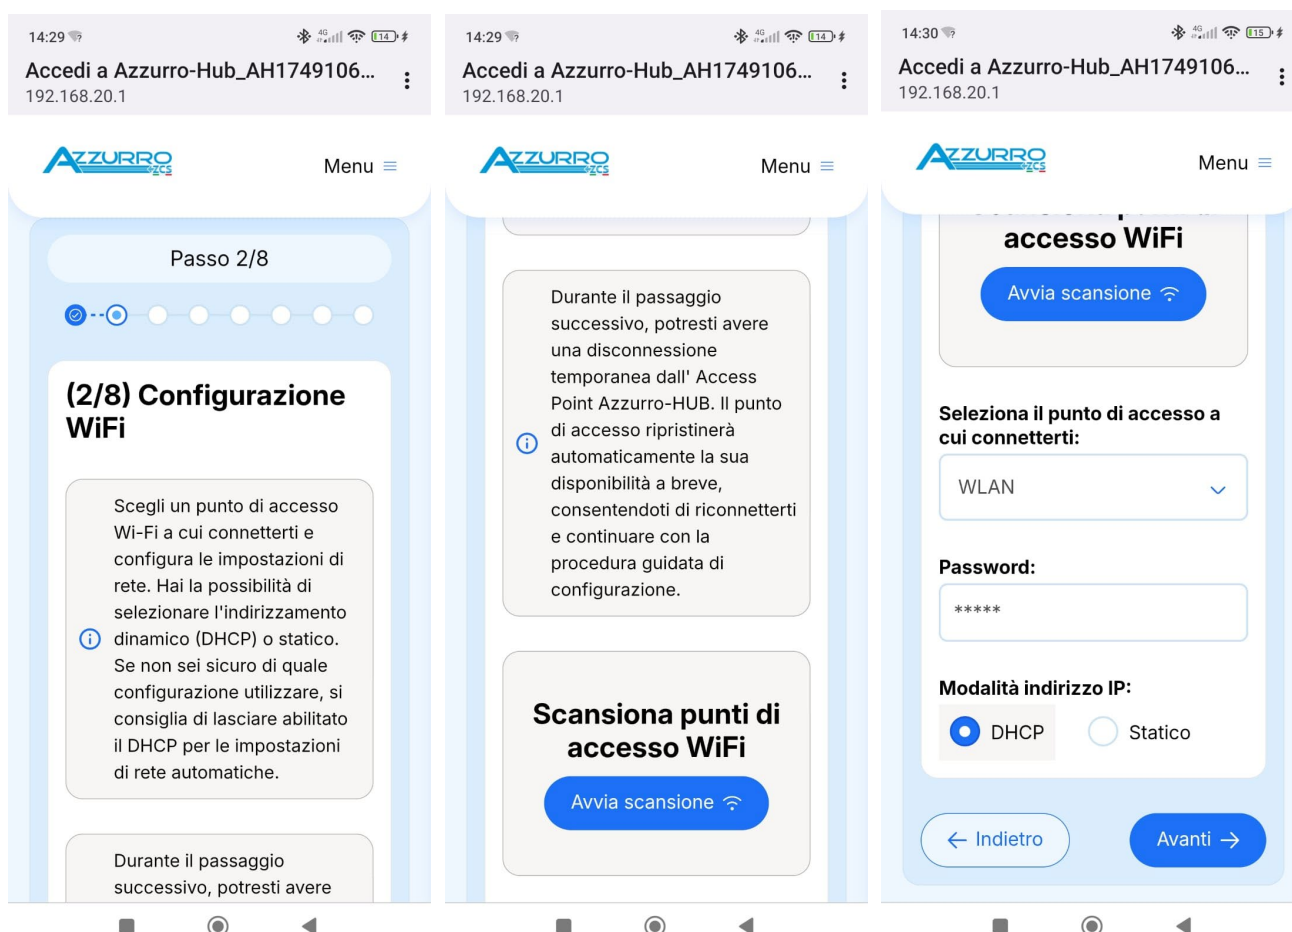 14:29
4G
14
Accedi a Azzurro-Hub_AH1749106...
192.168.20.1
AZZURRO
ZCS
Menu
Passo 2/8
(2/8) Configurazione
WiFi
Scegli un punto di accesso
Wi-Fi a cui connetterti e
configura le impostazioni di
rete. Hai la possibilità di
selezionare l'indirizzamento
dinamico (DHCP) o statico.
Se non sei sicuro di quale
configurazione utilizzare, si
consiglia di lasciare abilitato
il DHCP per le impostazioni
di rete automatiche.
Durante il passaggio
successivo, potresti avere
14:29
4G
14
Accedi a Azzurro-Hub_AH1749106...
192.168.20.1
AZZURRO
ZCS
Menu
Durante il passaggio
successivo, potresti avere
una disconnessione
temporanea dall' Access
Point Azzurro-HUB. Il punto
di accesso ripristinerà
automaticamente la sua
disponibilità a breve,
consentendoti di riconnetterti
e continuare con la
procedura guidata di
configurazione.
Scansiona punti di
accesso WiFi
Avvia scansione
14:30
4G
15
Accedi a Azzurro-Hub_AH1749106...
192.168.20.1
AZZURRO
ZCS
Menu
accesso WiFi
Avvia scansione
Seleziona il punto di accesso a
cui connetterti:
WLAN
Password:
*****
Modalità indirizzo IP:
DHCP
Statico
← Indietro
Avanti →